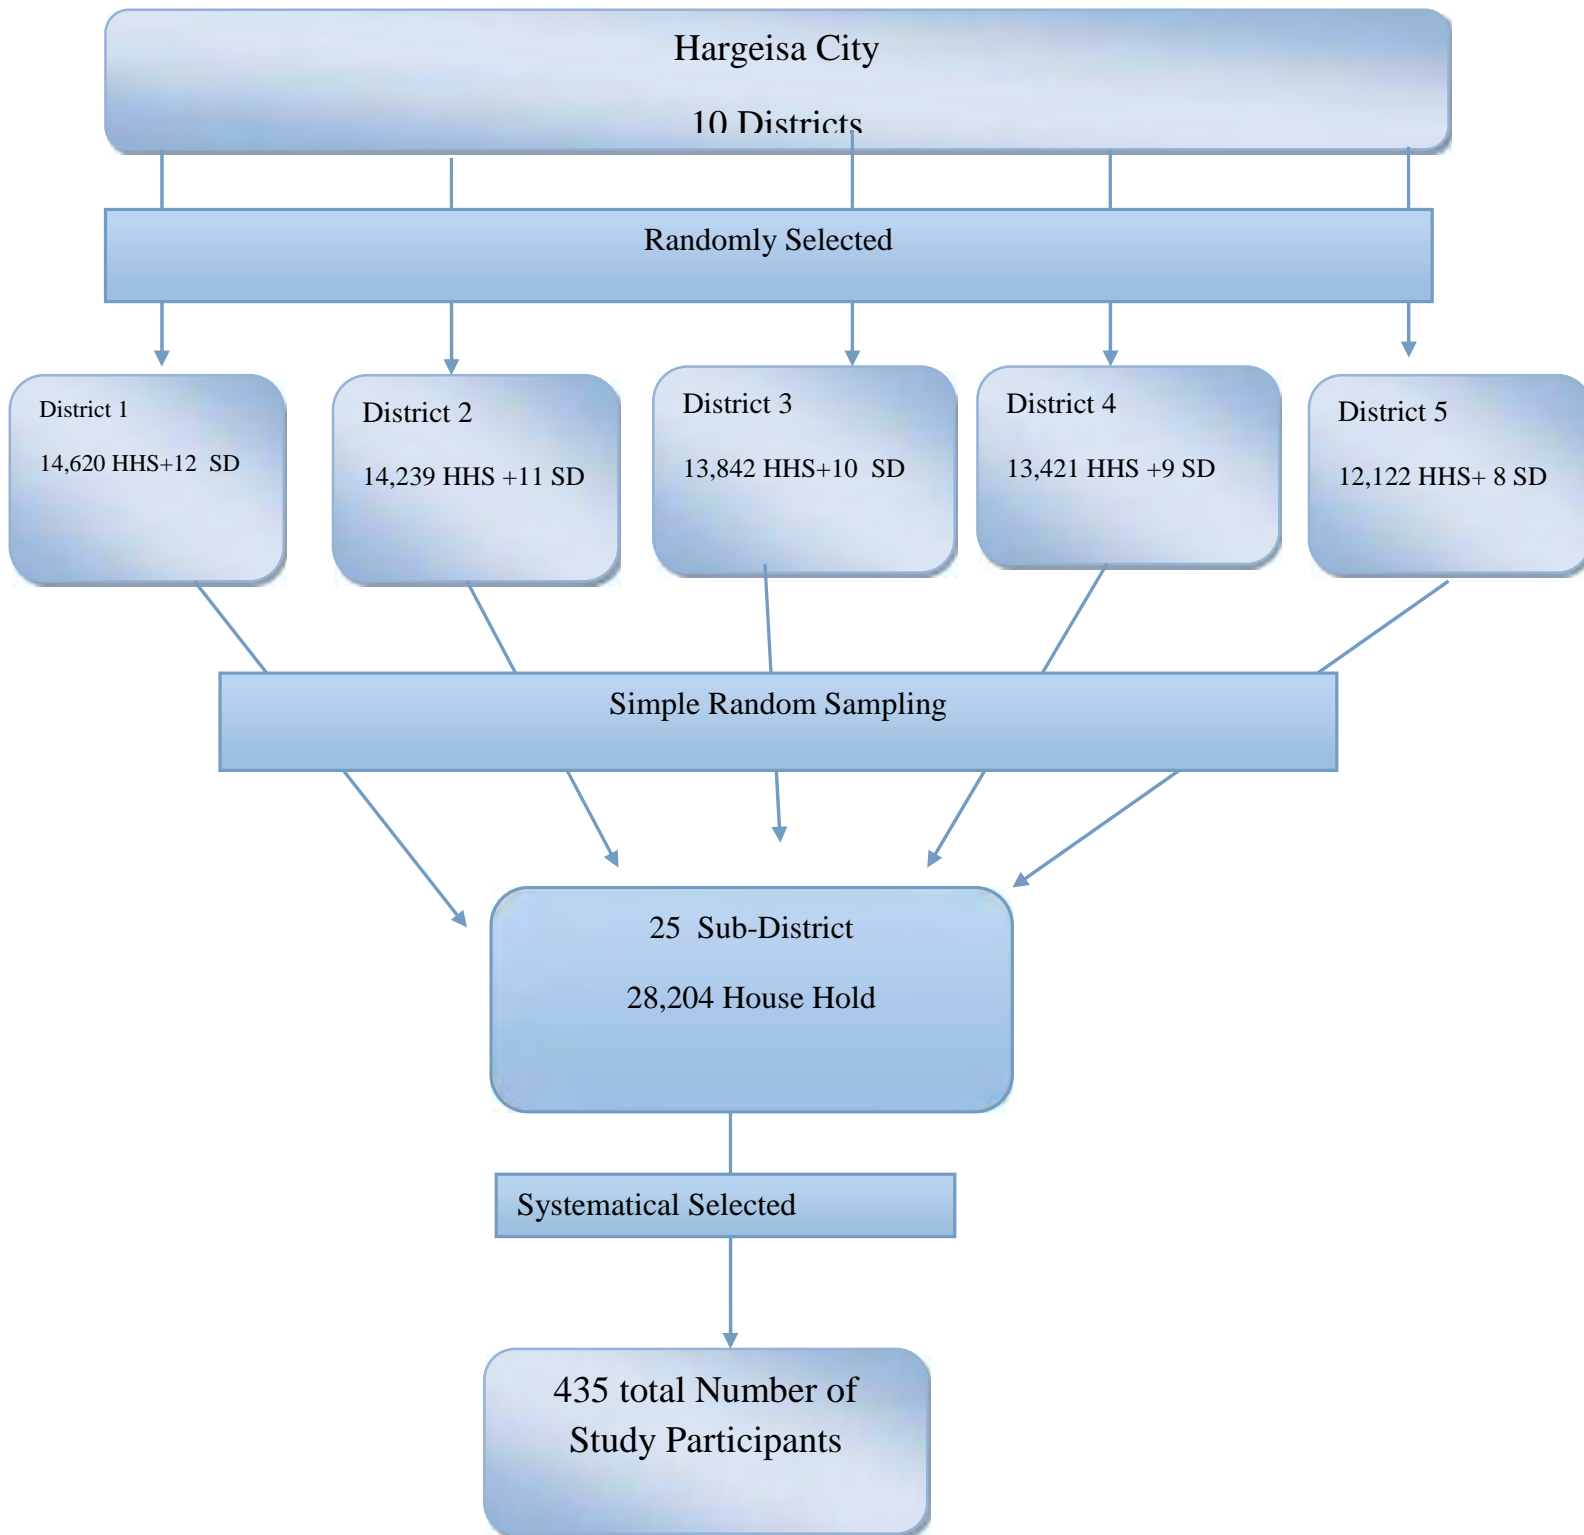 Hargeisa City
10 Districts
Randomly Selected
District 1
14,620 HHS+12 SD
District 2
14,239 HHS +11 SD
District 3
13,842 HHS+10 SD
District 4
13,421 HHS +9 SD
District 5
12,122 HHS+ 8 SD
Simple Random Sampling
25 Sub-District
28,204 House Hold
Systematical Selected
435 total Number of
Study Participants